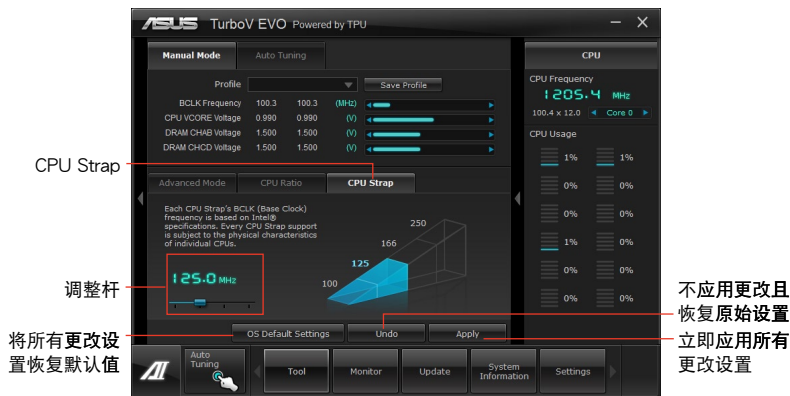 ASUS TurboV EVO Powered by TPU
Manual Mode Auto Tuning
Profile Save Profile
BCLK Frequency 100.3 100.3 (MHz)
CPU VCORE Voltage 0.990 0.990 (V)
DRAM CHAB Voltage 1.500 1.500 (V)
DRAM CHCD Voltage 1.500 1.500 (V)
CPU Strap
Advanced Mode CPU Ratio CPU Strap
Each CPU Strap's BCLK (Base Clock)
frequency is based on Intel®
specifications. Every CPU Strap support
is subject to the physical characteristics
of individual CPUs.
250
166
125
100
125.0 MHz
调整杆
OS Default Settings Undo Apply
将所有更改设
置恢复默认值
CPU
CPU Frequency
1205.4 MHz
100.4 x 12.0 Core 0
CPU Usage
1% 1%
0% 0%
0% 0%
1% 0%
0% 0%
0% 0%
不应用更改且
恢复原始设置
立即应用所有
更改设置
Auto
Tuning
Tool
Monitor
Update
System
Information
Settings